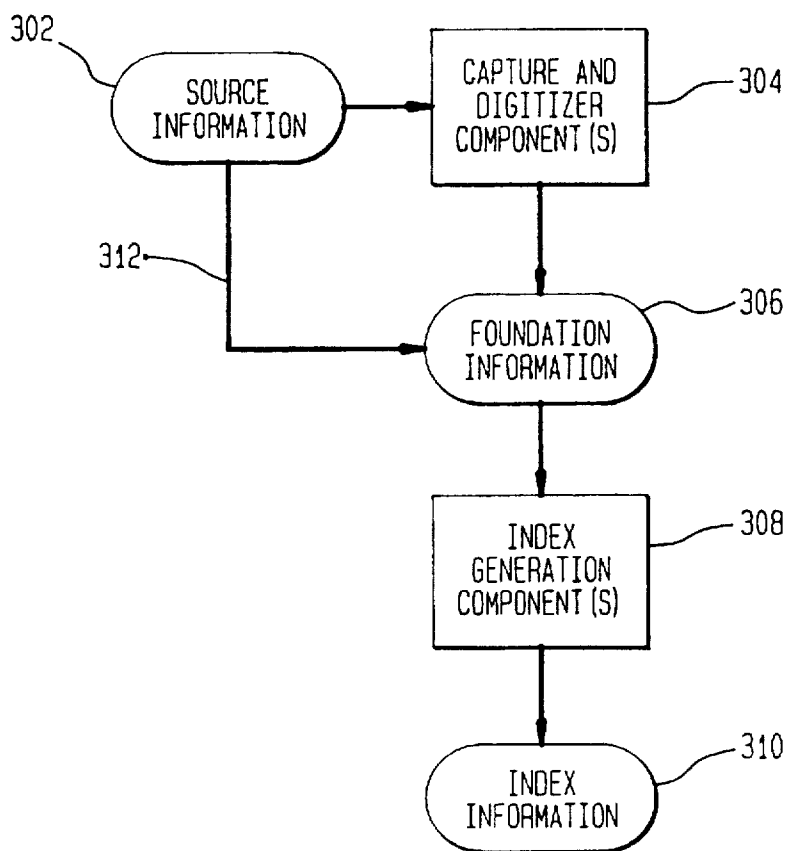 302
SOURCE
INFORMATION
CAPTURE AND
DIGITIZER
COMPONENT(S)
304
312
FOUNDATION
INFORMATION
306
INDEX
GENERATION
COMPONENT(S)
308
INDEX
INFORMATION
310